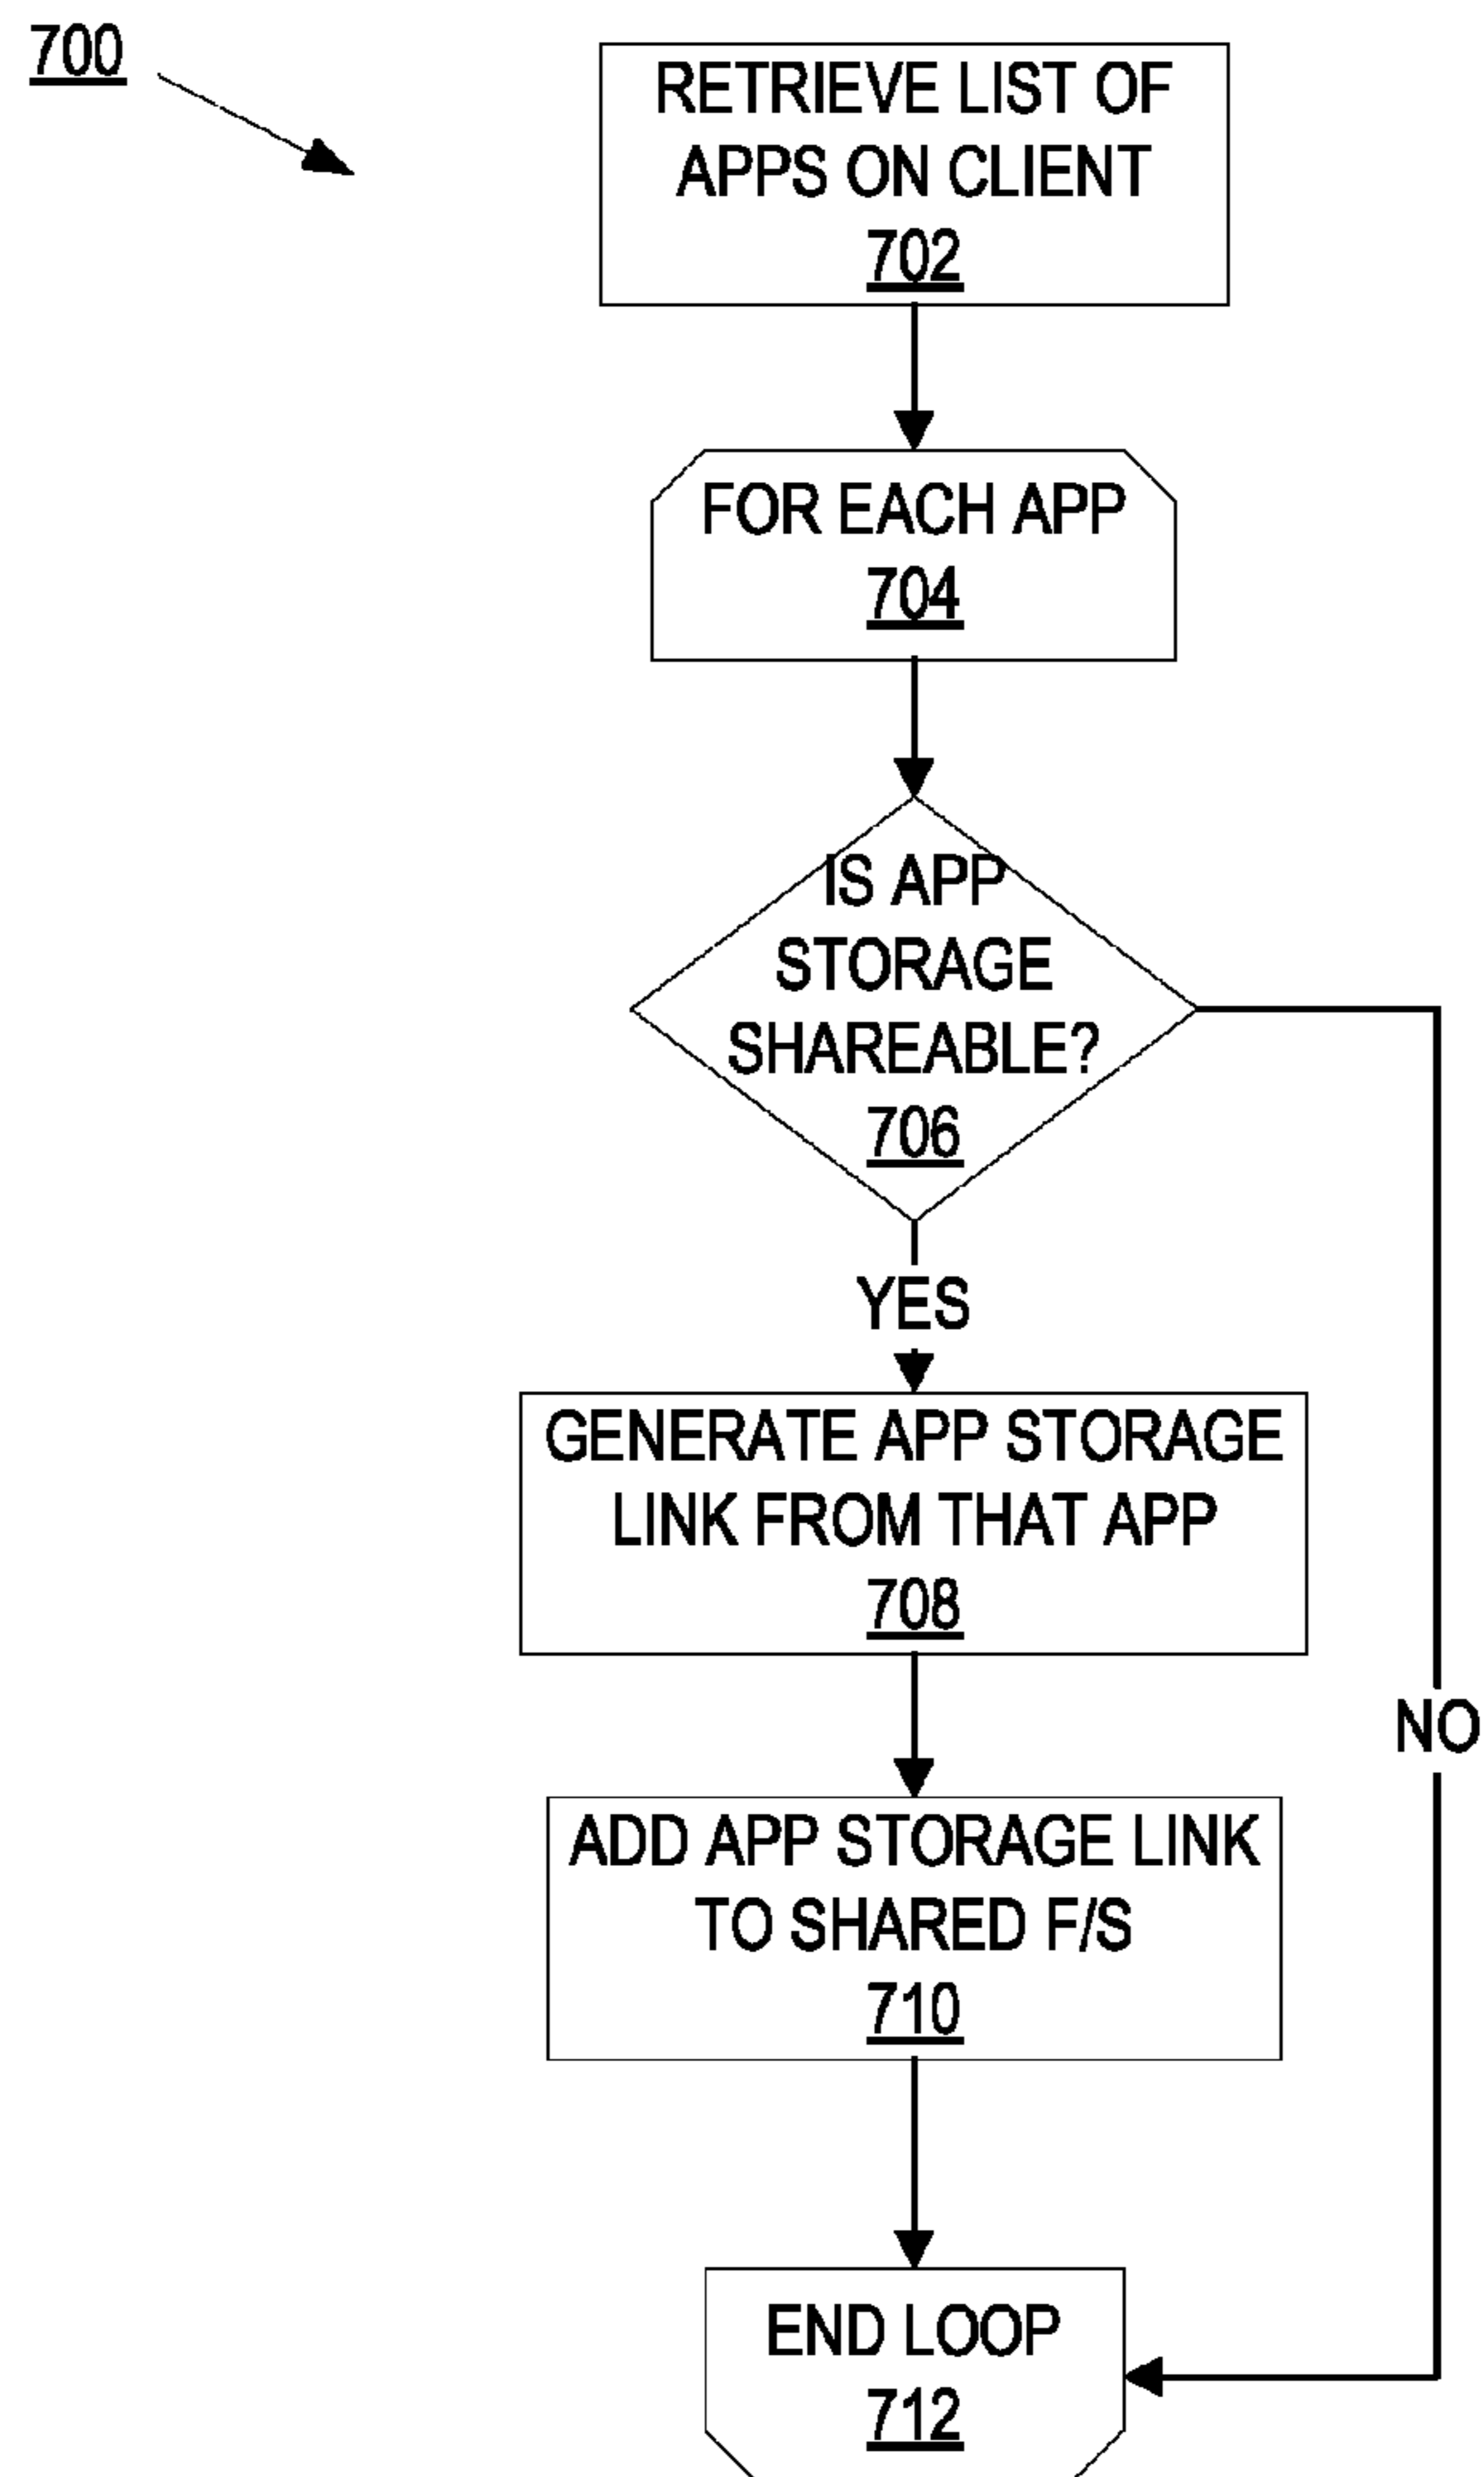 700
RETRIEVE LIST OF
APPS ON CLIENT
702
FOR EACH APP
704
IS APP
STORAGE
SHAREABLE?
706
YES
GENERATE APP STORAGE
LINK FROM THAT APP
708
NO
ADD APP STORAGE LINK
TO SHARED F/S
710
END LOOP
712